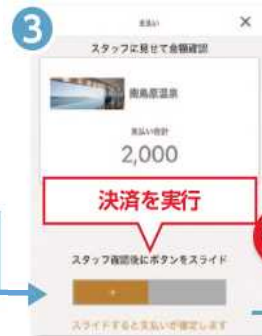 3
支払い
×
スタッフに見せて金額確認
南島原温泉
支払い合計
2,000
決済を実行
スタッフ確認後にボタンをスライド
スライドすると支払いが確定します